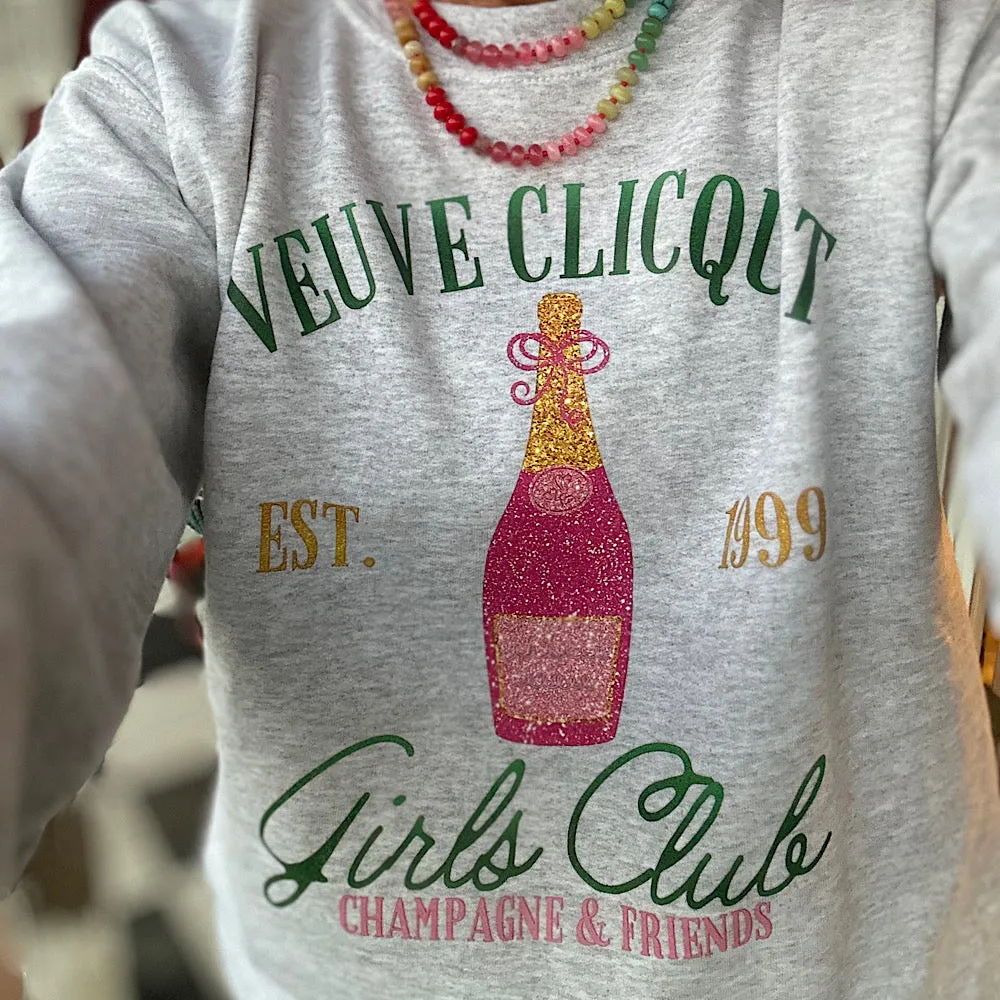 VEUVE CLICQUT
EST. 1999
Girls Club
CHAMPAGNE & FRIENDS